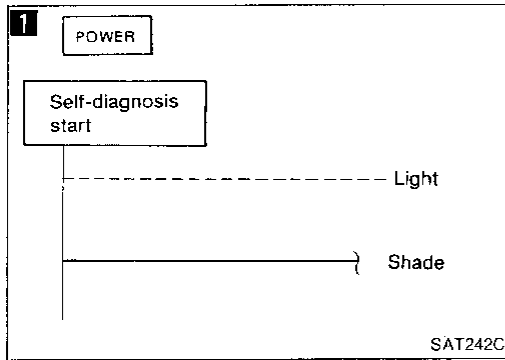 1
POWER
Self-diagnosis
start
Light
Shade
SAT242C